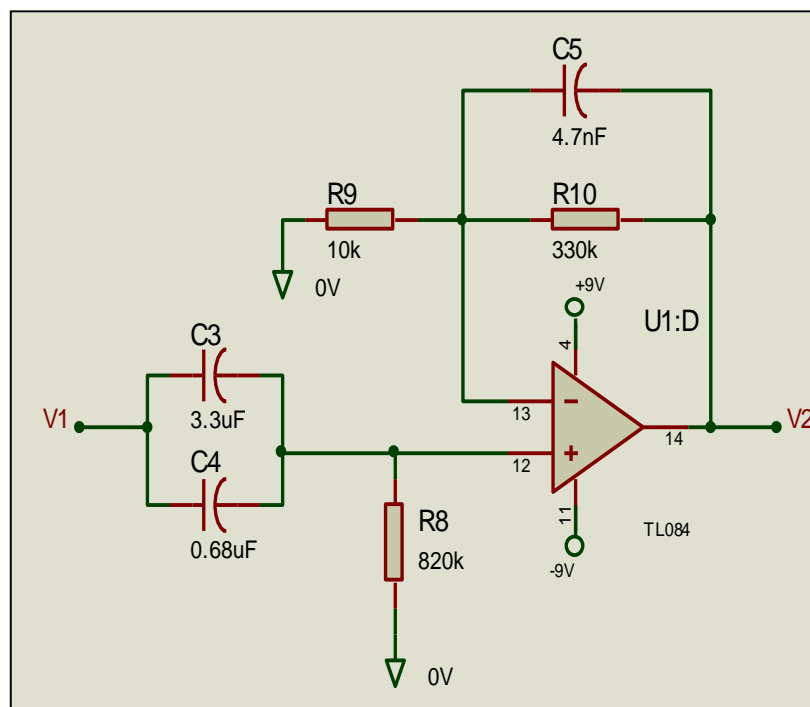 C5
4.7nF
R9
10k
R10
330k
0V
+9V
U1:D
4
C3
3.3uF
V1
13
14
V2
12
C4
0.68uF
11
R8
820k
TL084
-9V
0V